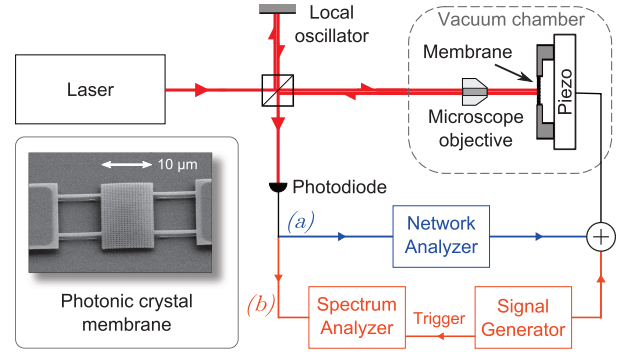 Local
oscillator
Vacuum chamber
Membrane
Laser
Piezo
Microscope
objective
10 μm
Photodiode
(a)
Network
Analyzer
+
(b)
Spectrum
Analyzer
Trigger
Signal
Generator
Photonic crystal
membrane